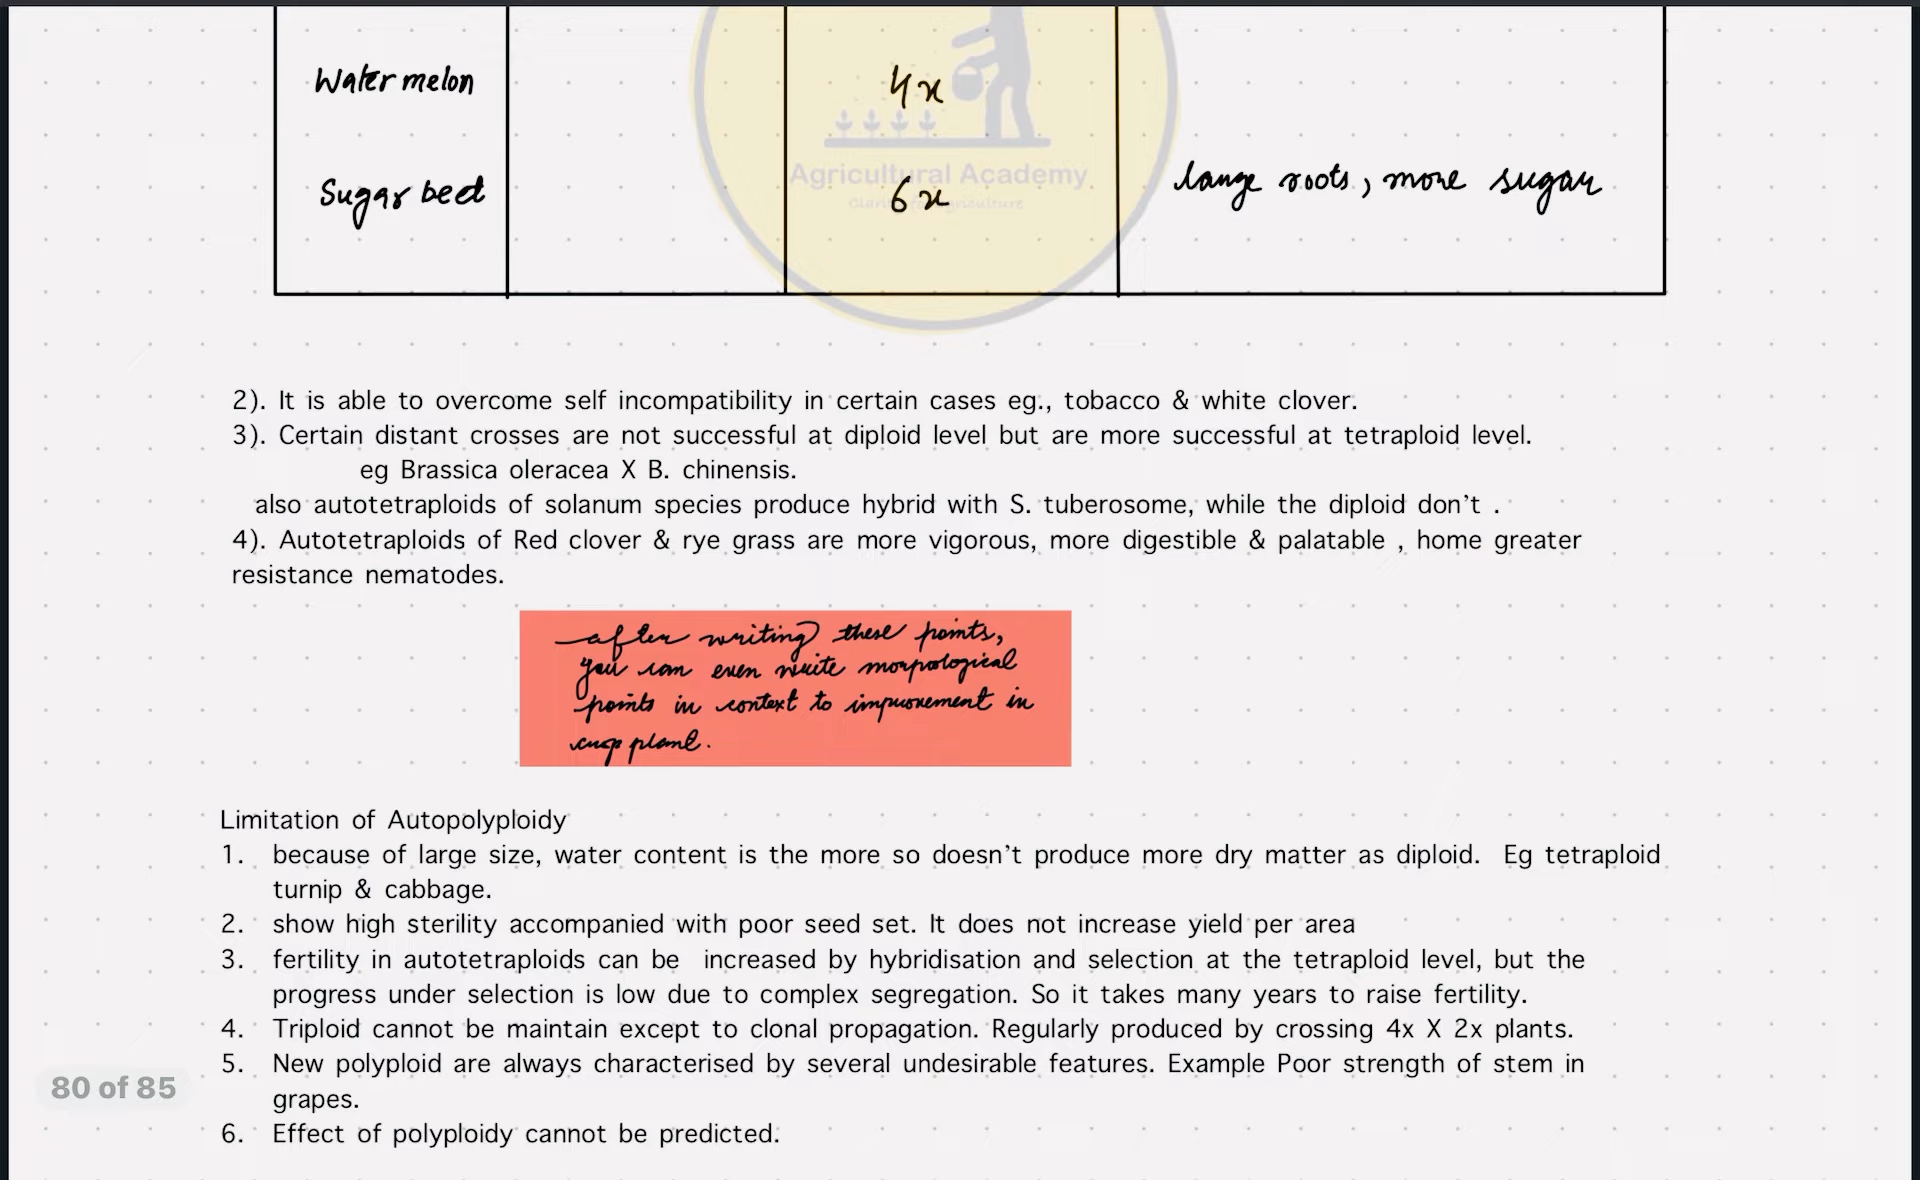 Water melon 4x
Sugar beet 6x large roots, more sugar
Agricultural Academy
2). It is able to overcome self incompatibility in certain cases eg., tobacco & white clover.
3). Certain distant crosses are not successful at diploid level but are more successful at tetraploid level.
eg Brassica oleracea X B. chinensis.
also autotetraploids of solanum species produce hybrid with S. tuberosome, while the diploid don’t .
4). Autotetraploids of Red clover & rye grass are more vigorous, more digestible & palatable , home greater
resistance nematodes.
after writing these points,
you can even write morpological
points in context to improvement in
crop plant.
Limitation of Autopolyploidy
1. because of large size, water content is the more so doesn’t produce more dry matter as diploid. Eg tetraploid
turnip & cabbage.
2. show high sterility accompanied with poor seed set. It does not increase yield per area
3. fertility in autotetraploids can be increased by hybridisation and selection at the tetraploid level, but the
progress under selection is low due to complex segregation. So it takes many years to raise fertility.
4. Triploid cannot be maintain except to clonal propagation. Regularly produced by crossing 4x X 2x plants.
5. New polyploid are always characterised by several undesirable features. Example Poor strength of stem in
grapes.
6. Effect of polyploidy cannot be predicted.
80 of 85